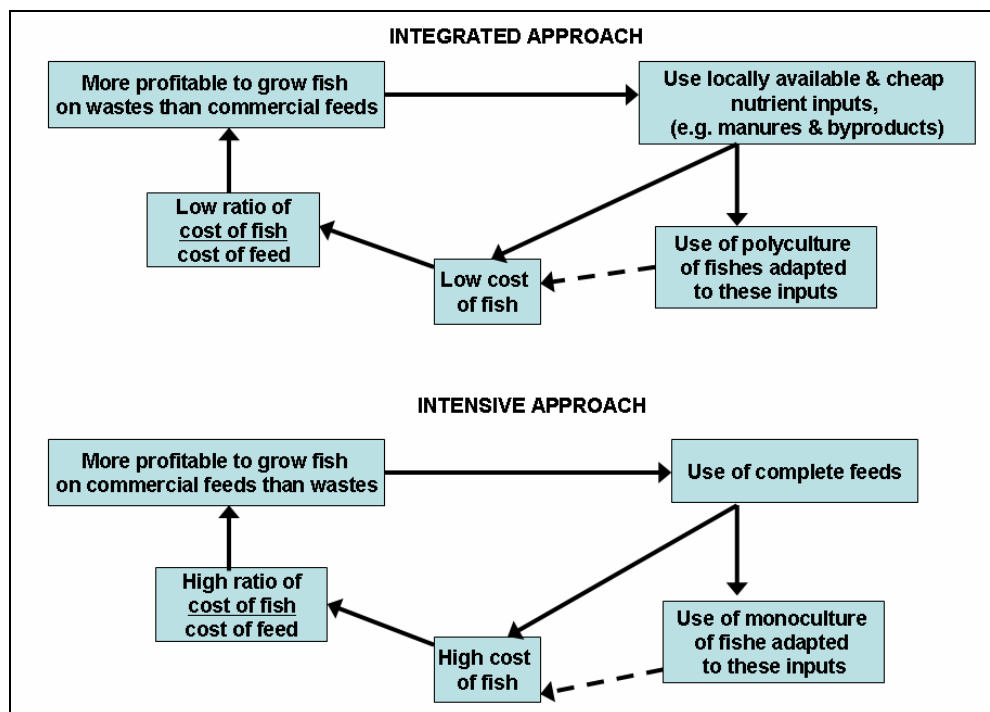 INTEGRATED APPROACH
More profitable to grow fish
on wastes than commercial feeds
Use locally available & cheap
nutrient inputs,
(e.g. manures & byproducts)
Low ratio of
cost of fish
cost of feed
Low cost
of fish
Use of polyculture
of fishes adapted
to these inputs
INTENSIVE APPROACH
More profitable to grow fish
on commercial feeds than wastes
Use of complete feeds
High ratio of
cost of fish
cost of feed
High cost
of fish
Use of monoculture
of fishe adapted
to these inputs